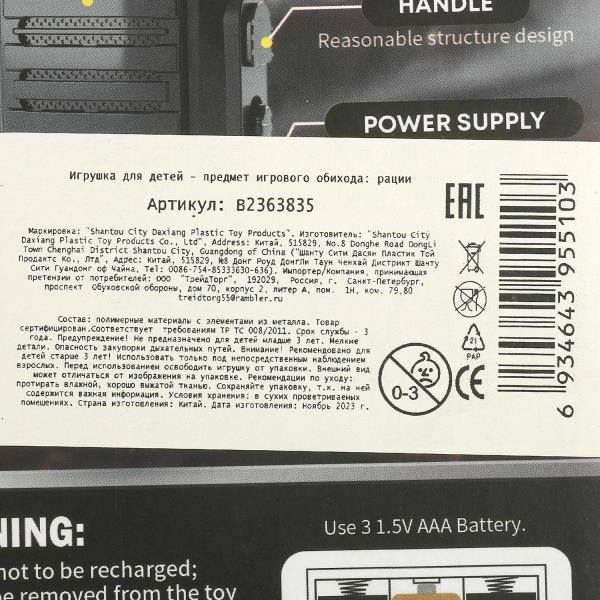 HANDLE
Reasonable structure design
POWER SUPPLY
Игрушка для детей - предмет игрового обихода: рации
Артикул: B2363835
Маркировка: "Shantou City Daxiang Plastic Toy Products". Изготовитель: "Shantou City
Daxiang Plastic Toy Products Co., Ltd", Address: Китай, 515829, No.8 Donghe Road DongLi
Town Chenghai District Shantou City, Guangdong of China ("Шанту Сити Дасян Пластик Той
Продактс Ко., Лтд", Адрес: Китай, 515829, №8 Донг Роуд ДонгЛи Таун Ченхай Дистрикт Шанту
Сити Гуандонг оф Чайна, Tel: 0086-754-85333630-636). Импортер/Компания, принимающая
претензии от потребителей: ООО "ТрейдТорг", 192029, Россия, г. Санкт-Петербург,
проспект Обуховской обороны, дом 70, корпус 2, литер А, пом. 1Н, ком. 79,80
treidtorg55@rambler.ru
Состав: полимерные материалы с элементами из металла. Товар
сертифицирован.Соответствует требованиям ТР ТС 008/2011. Срок службы - 3
года. Предупреждение! Не предназначено для детей младше 3 лет. Мелкие
детали. Опасность закупорки дыхательных путей. Внимание! Рекомендовано для
детей старше 3 лет! Использовать только под непосредственным наблюдением
взрослых. Перед использованием освободить игрушку от упаковки. Внешний вид
может отличаться от изображения на упаковке. Рекомендации по уходу:
протирать влажной, хорошо выжатой тканью. Сохраняйте упаковку, т.к. на ней
содержится важная информация. Условия хранения: в сухих проветриваемых
помещениях. Страна изготовления: Китай. Дата изготовления: Ноябрь 2023 г.
EAC
21
PAP
0-3
CE
6 934643 955103
NING:
not to be recharged;
be removed from the toy
Use 3 1.5V AAA Battery.